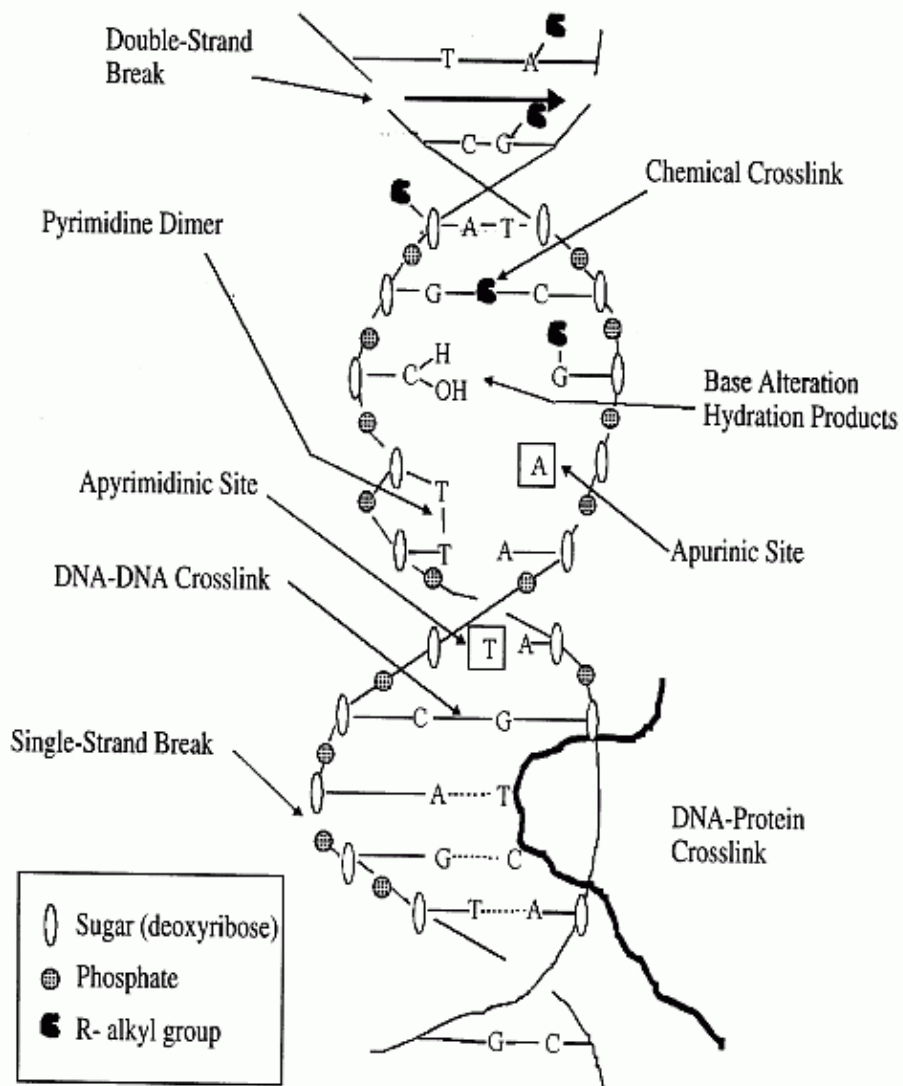 Double-Strand
Break
T A
C G
Chemical Crosslink
Pyrimidine Dimer
A T
G C
H
C
OH
G
Base Alteration
Hydration Products
T
A
Apyrimidinic Site
T
A
Apurinic Site
DNA-DNA Crosslink
T
A
C G
Single-Strand Break
A T
DNA-Protein
Crosslink
G C
T A
Sugar (deoxyribose)
Phosphate
R- alkyl group
G C